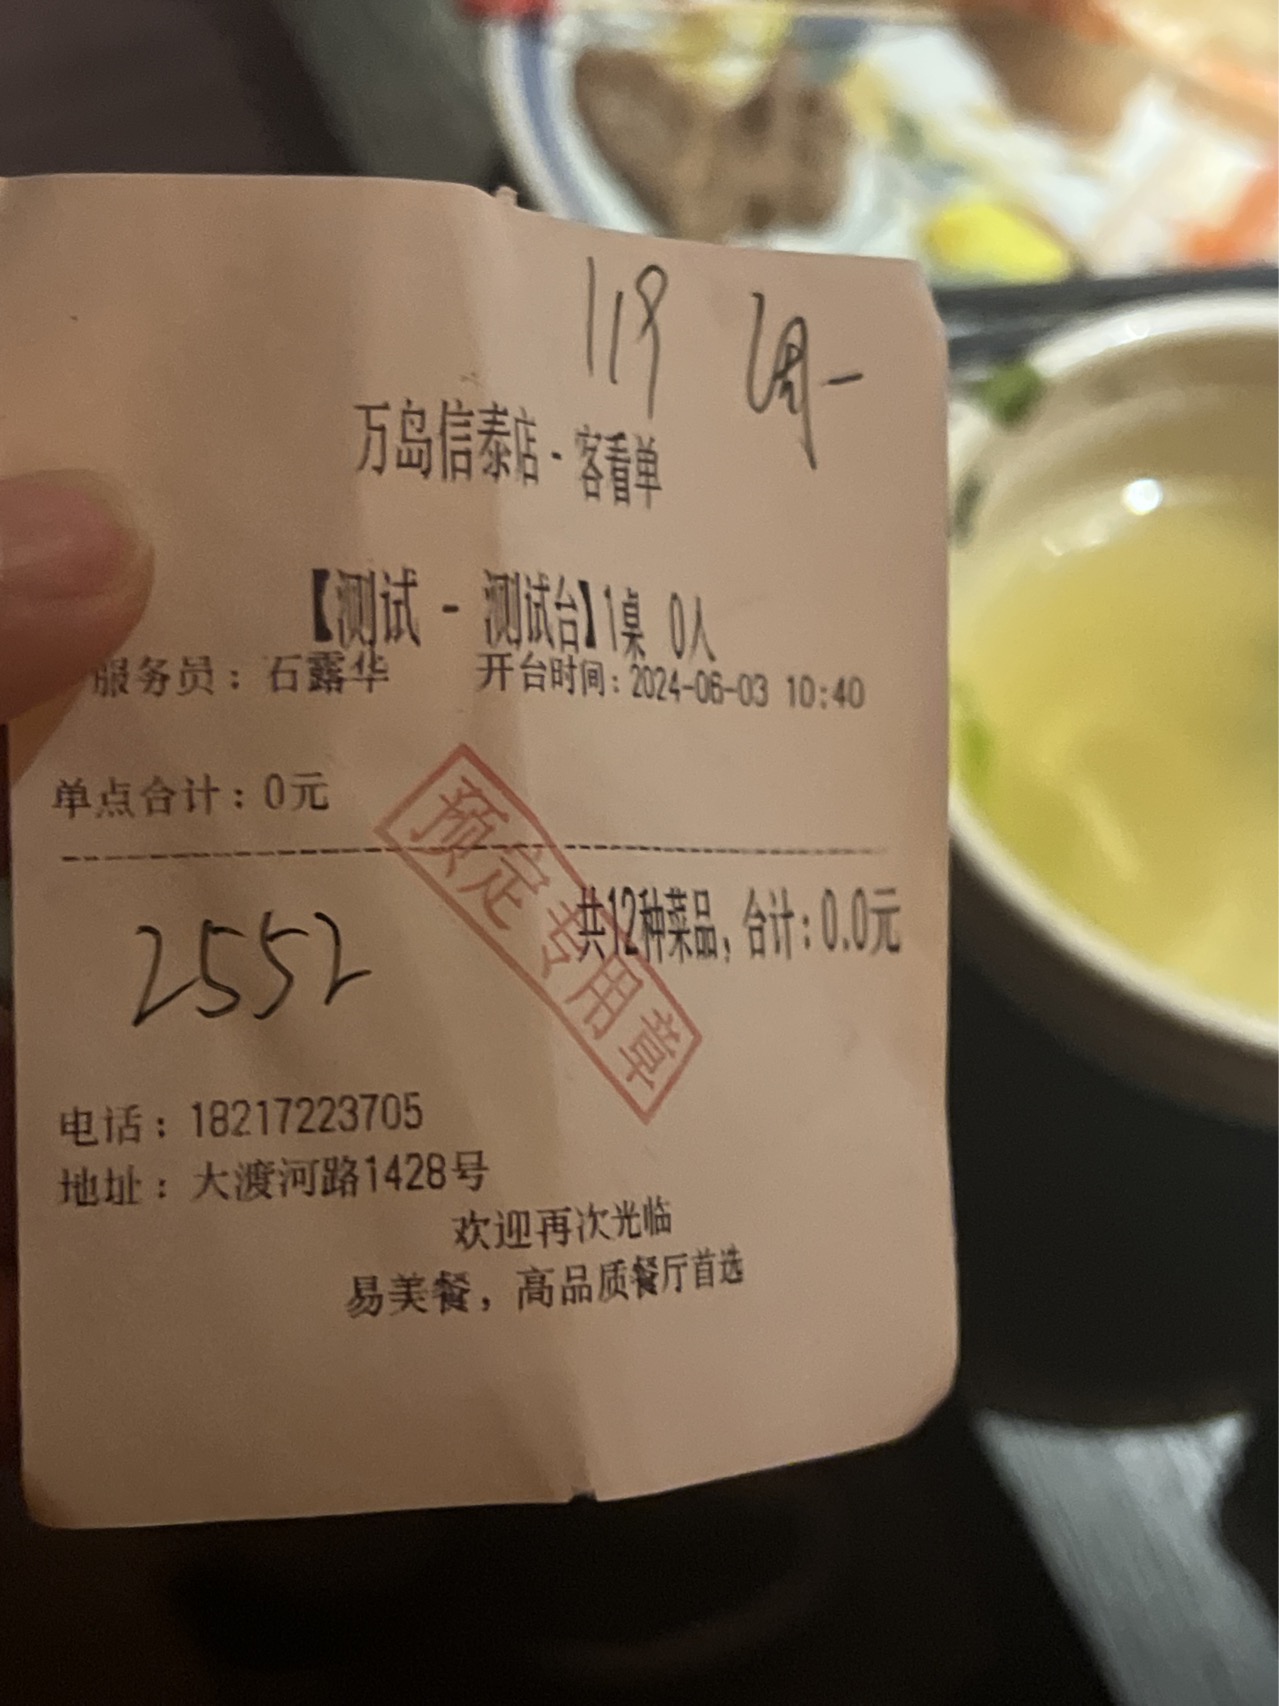 119 周一
万岛信泰店·客看单
【测试 - 测试台】1桌 0人
服务员：石露华 开台时间：2024-06-03 10:40
单点合计：0元
预定专用章
共12种菜品，合计：0.0元
2552
电话：18217223705
地址：大渡河路1428号
欢迎再次光临
易美餐，高品质餐厅首选